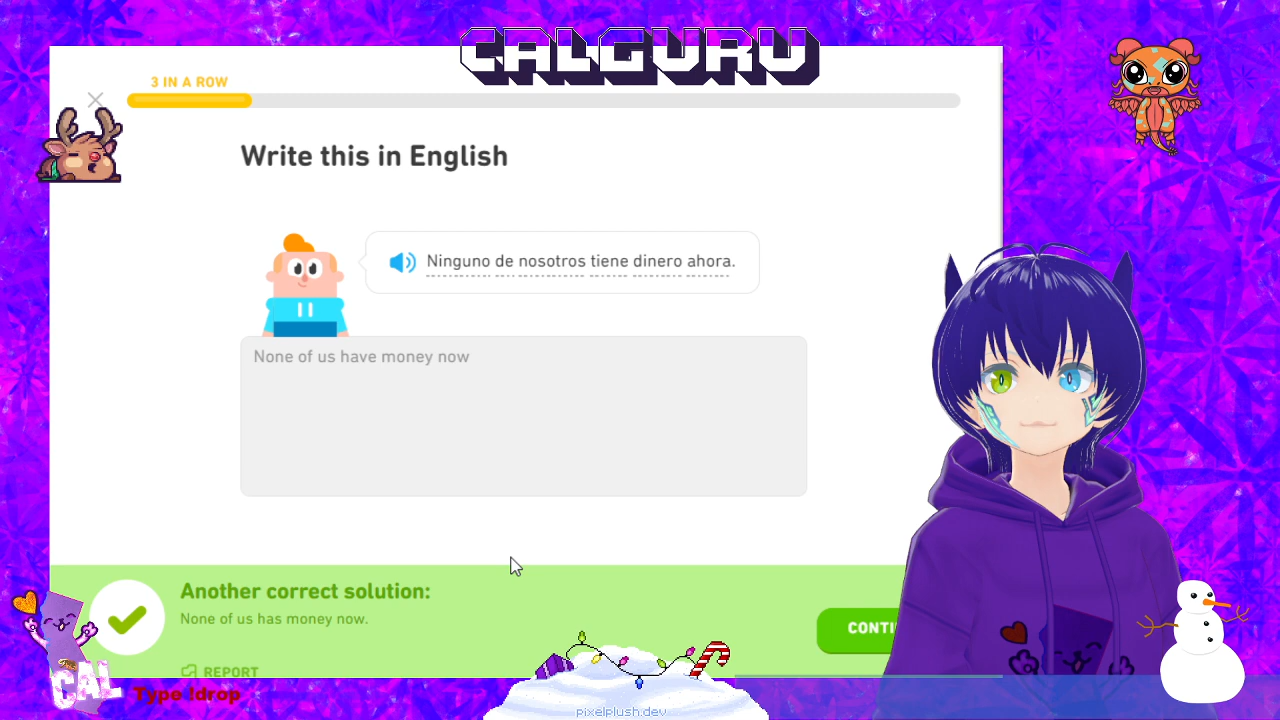 CALGURU
3 IN A ROW
Write this in English
Ninguno de nosotros tiene dinero ahora.
None of us have money now
Another correct solution:
None of us has money now.
CONTI
REPORT
CAL
Type !drop
pixelplush.dev